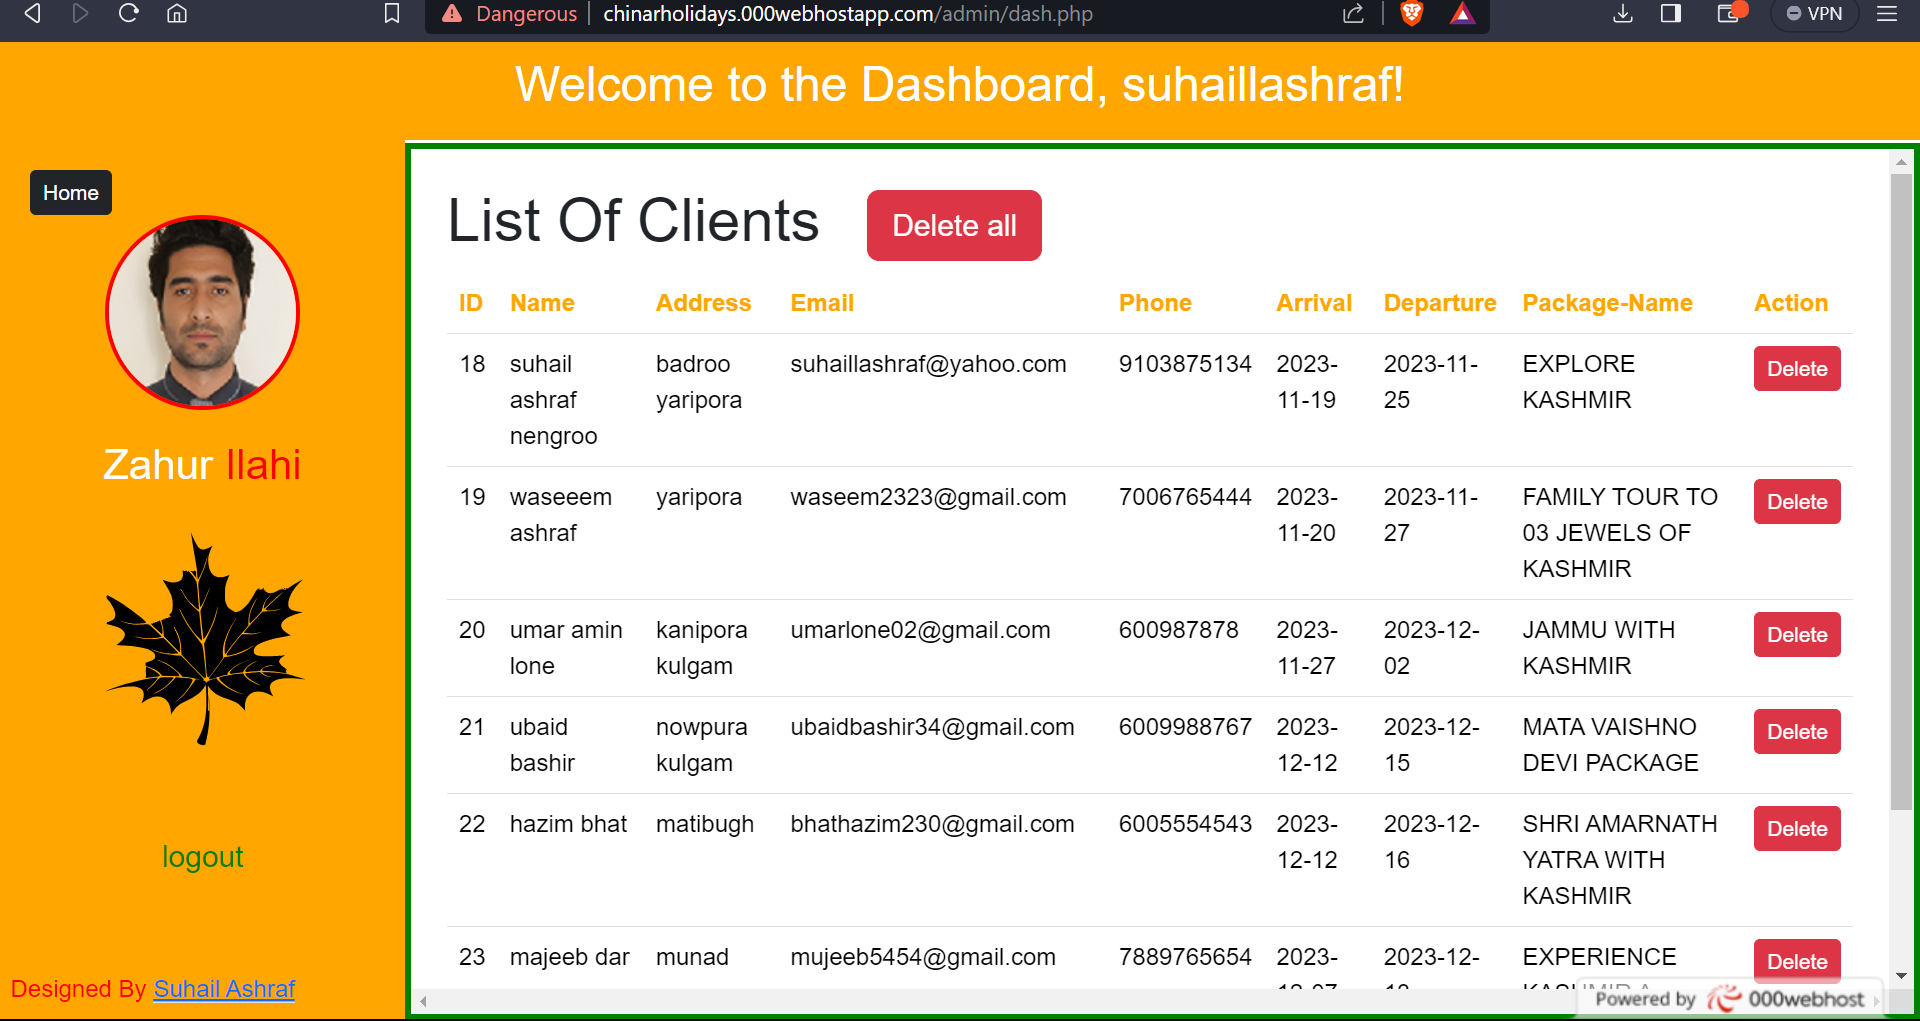 Dangerous chinarholidays.000webhostapp.com/admin/dash.php VPN
Welcome to the Dashboard, suhaillashraf!
Home
Zahur Ilahi
logout
Designed By Suhail Ashraf
List Of Clients Delete all
ID Name Address Email Phone Arrival Departure Package-Name Action
18 suhail badroo suhaillashraf@yahoo.com 9103875134 2023- 2023-11- EXPLORE Delete
ashraf yaripora 11-19 25 KASHMIR
nengroo
19 waseeem yaripora waseem2323@gmail.com 7006765444 2023- 2023-11- FAMILY TOUR TO Delete
ashraf 11-20 27 03 JEWELS OF
KASHMIR
20 umar amin kanipora umarlone02@gmail.com 600987878 2023- 2023-12- JAMMU WITH Delete
lone kulgam 11-27 02 KASHMIR
21 ubaid nowpura ubaidbashir34@gmail.com 6009988767 2023- 2023-12- MATA VAISHNO Delete
bashir kulgam 12-12 15 DEVI PACKAGE
22 hazim bhat matibugh bhathazim230@gmail.com 6005554543 2023- 2023-12- SHRI AMARNATH Delete
12-12 16 YATRA WITH
KASHMIR
23 majeeb dar munad mujeeb5454@gmail.com 7889765654 2023- 2023-12- EXPERIENCE Delete
Powered by 000webhost